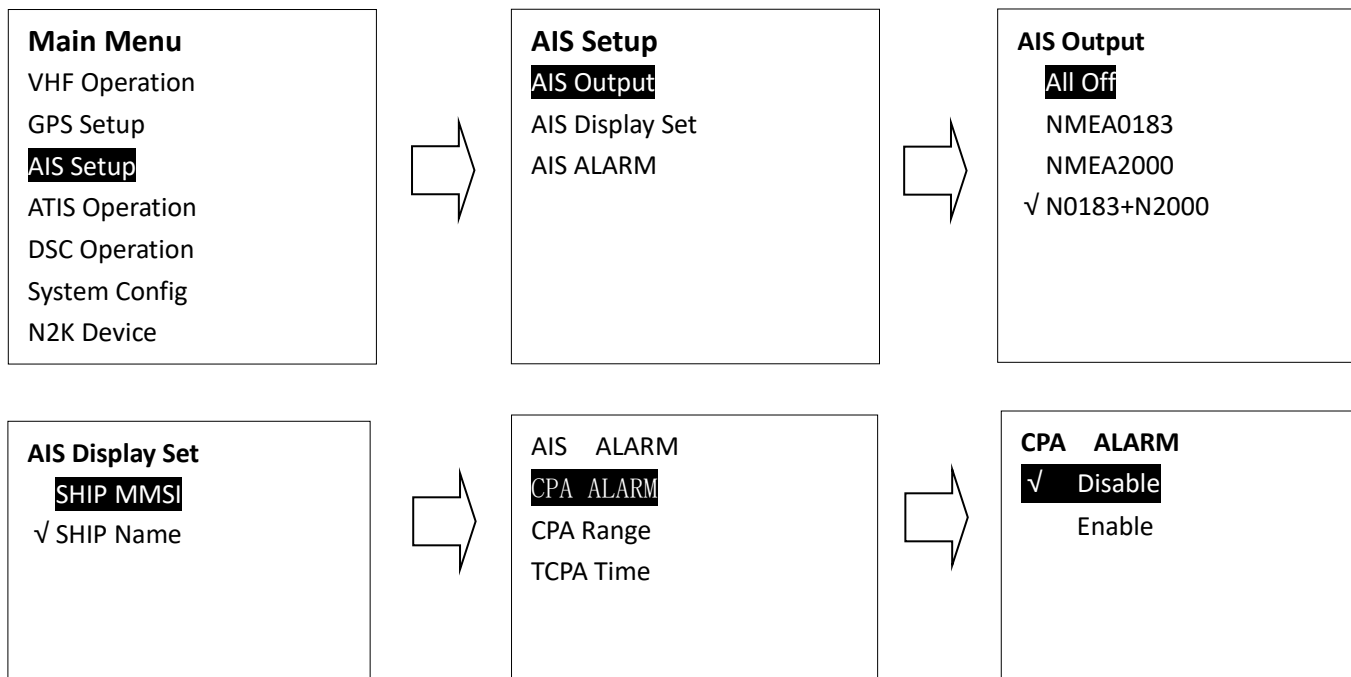 Main Menu
VHF Operation
GPS Setup
AIS Setup
ATIS Operation
DSC Operation
System Config
N2K Device
AIS Setup
AIS Output
AIS Display Set
AIS ALARM
AIS Output
All Off
NMEA0183
NMEA2000
√ N0183+N2000
AIS Display Set
SHIP MMSI
√ SHIP Name
AIS ALARM
CPA ALARM
CPA Range
TCPA Time
CPA ALARM
√ Disable
Enable